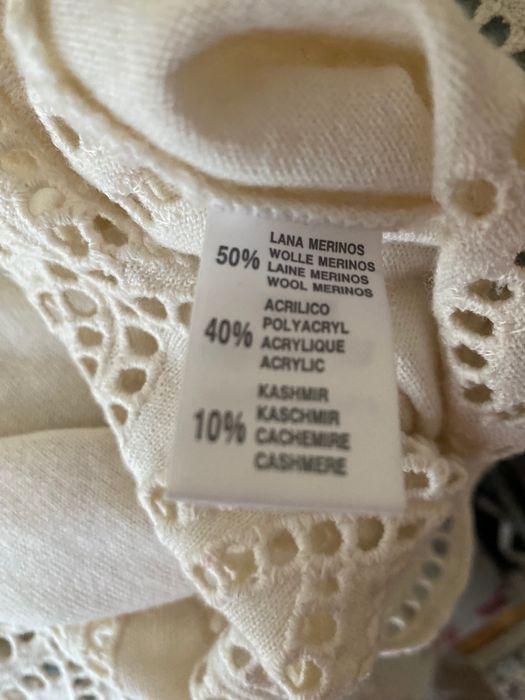 LANA MERINOS
50% WOLLE MERINOS
LAINE MERINOS
WOOL MERINOS
ACRILICO
POLYACRYL
40% ACRYLIQUE
ACRYLIC
KASHMIR
10% KASCHMIR
CACHEMIRE
CASHMERE